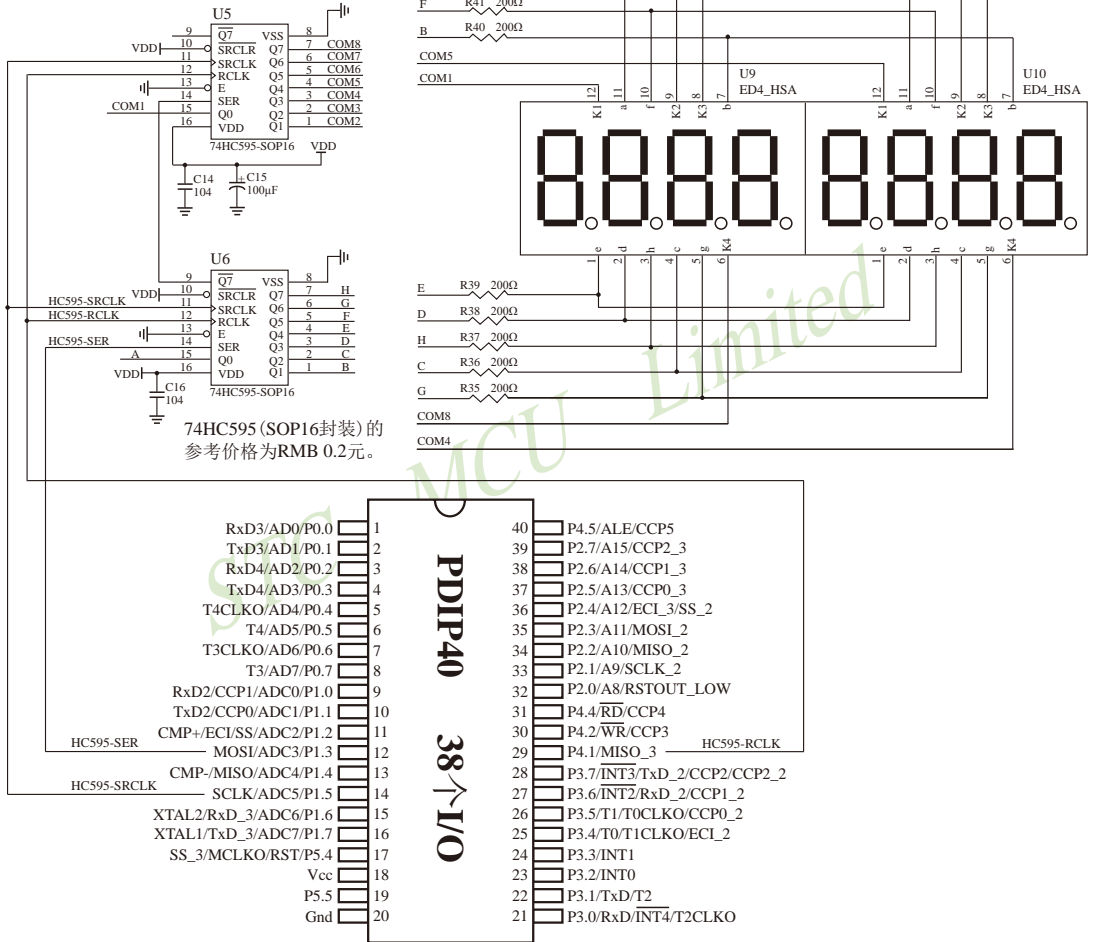 U5
9 Q7 VSS 8
VDD 10 SRCLR Q7 7 COM8
11 SRCLK Q6 6 COM7
12 RCLK Q5 5 COM6
13 E Q4 4 COM5
14 SER Q3 3 COM4
COM1 15 Q0 Q2 2 COM3
16 VDD Q1 1 COM2
74HC595-SOP16 VDD
C14
104
+ C15
100μF
U6
9 Q7 VSS 8
VDD 10 SRCLR Q7 7 H
HC595-SRCLK 11 SRCLK Q6 6 G
HC595-RCLK 12 RCLK Q5 5 F
13 E Q4 4 E
HC595-SER 14 SER Q3 3 D
A 15 Q0 Q2 2 C
VDD 16 VDD Q1 1 B
C16
104
74HC595-SOP16
74HC595(SOP16封装)的
参考价格为RMB 0.2元。
F R41 200Ω
B R40 200Ω
COM5
COM1
U9
ED4_HSA
U10
ED4_HSA
12 11 10 9 8 7
K1 a f K2 K3 b
12 11 10 9 8 7
K1 a f K2 K3 b
e d h c g K4
1 2 3 4 5 6
e d h c g K4
1 2 3 4 5 6
E R39 200Ω
D R38 200Ω
H R37 200Ω
C R36 200Ω
G R35 200Ω
COM8
COM4
STC MCU Limited
PDIP40 38个I/O
RxD3/AD0/P0.0 1 40 P4.5/ALE/CCP5
TxD3/AD1/P0.1 2 39 P2.7/A15/CCP2_3
RxD4/AD2/P0.2 3 38 P2.6/A14/CCP1_3
TxD4/AD3/P0.3 4 37 P2.5/A13/CCP0_3
T4CLKO/AD4/P0.4 5 36 P2.4/A12/ECI_3/SS_2
T4/AD5/P0.5 6 35 P2.3/A11/MOSI_2
T3CLKO/AD6/P0.6 7 34 P2.2/A10/MISO_2
T3/AD7/P0.7 8 33 P2.1/A9/SCLK_2
RxD2/CCP1/ADC0/P1.0 9 32 P2.0/A8/RSTOUT_LOW
TxD2/CCP0/ADC1/P1.1 10 31 P4.4/RD/CCP4
CMP+/ECI/SS/ADC2/P1.2 11 30 P4.2/WR/CCP3
HC595-SER MOSI/ADC3/P1.3 12 29 P4.1/MISO_3 HC595-RCLK
CMP-/MISO/ADC4/P1.4 13 28 P3.7/INT3/TxD_2/CCP2/CCP2_2
HC595-SRCLK SCLK/ADC5/P1.5 14 27 P3.6/INT2/RxD_2/CCP1_2
XTAL2/RxD_3/ADC6/P1.6 15 26 P3.5/T1/T0CLKO/CCP0_2
XTAL1/TxD_3/ADC7/P1.7 16 25 P3.4/T0/T1CLKO/ECI_2
SS_3/MCLKO/RST/P5.4 17 24 P3.3/INT1
Vcc 18 23 P3.2/INT0
P5.5 19 22 P3.1/TxD/T2
Gnd 20 21 P3.0/RxD/INT4/T2CLKO